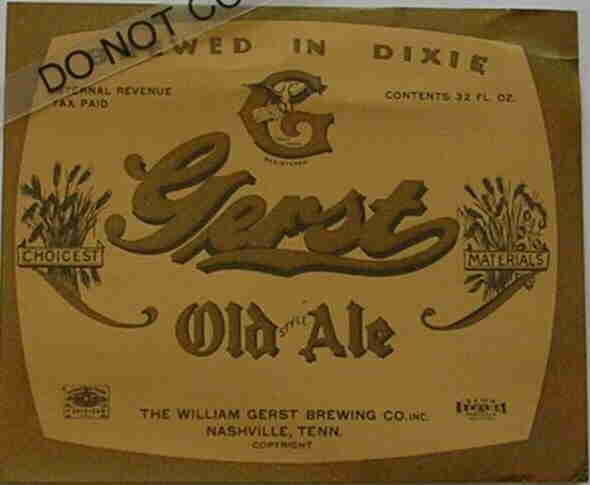 DO NOT CO
BREWED IN DIXIE
INTERNAL REVENUE
TAX PAID
CONTENTS 32 FL. OZ.
G
REGISTERED
Gerst
CHOICEST
MATERIALS
Old STYLE Ale
THE WILLIAM GERST BREWING CO. INC.
NASHVILLE, TENN.
COPYRIGHT